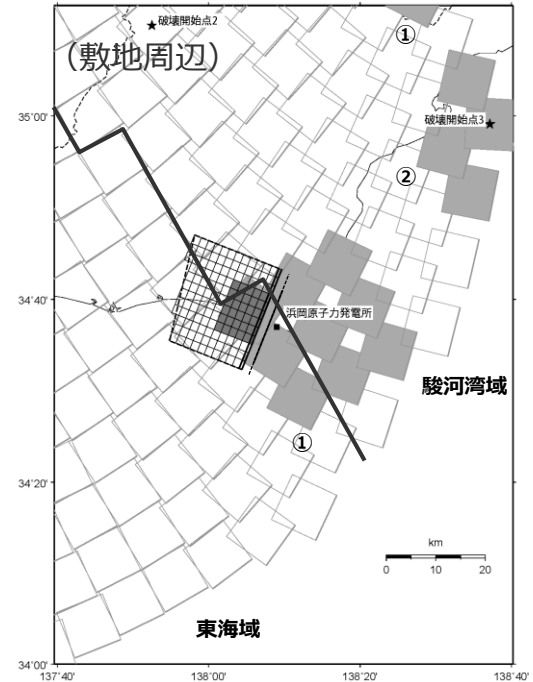 破壊開始点2
①
(敷地周辺)
35°00'
破壊開始点3
②
34°40'
浜岡原子力発電所
駿河湾域
①
34°20'
km
0 10 20
東海域
34°00'
137°40' 138°00' 138°20' 138°40'